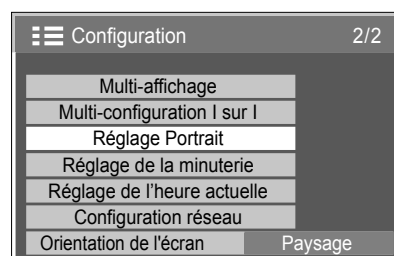 Configuration 2/2
Multi-affichage
Multi-configuration I sur I
Réglage Portrait
Réglage de la minuterie
Réglage de l’heure actuelle
Configuration réseau
Orientation de l'écran Paysage